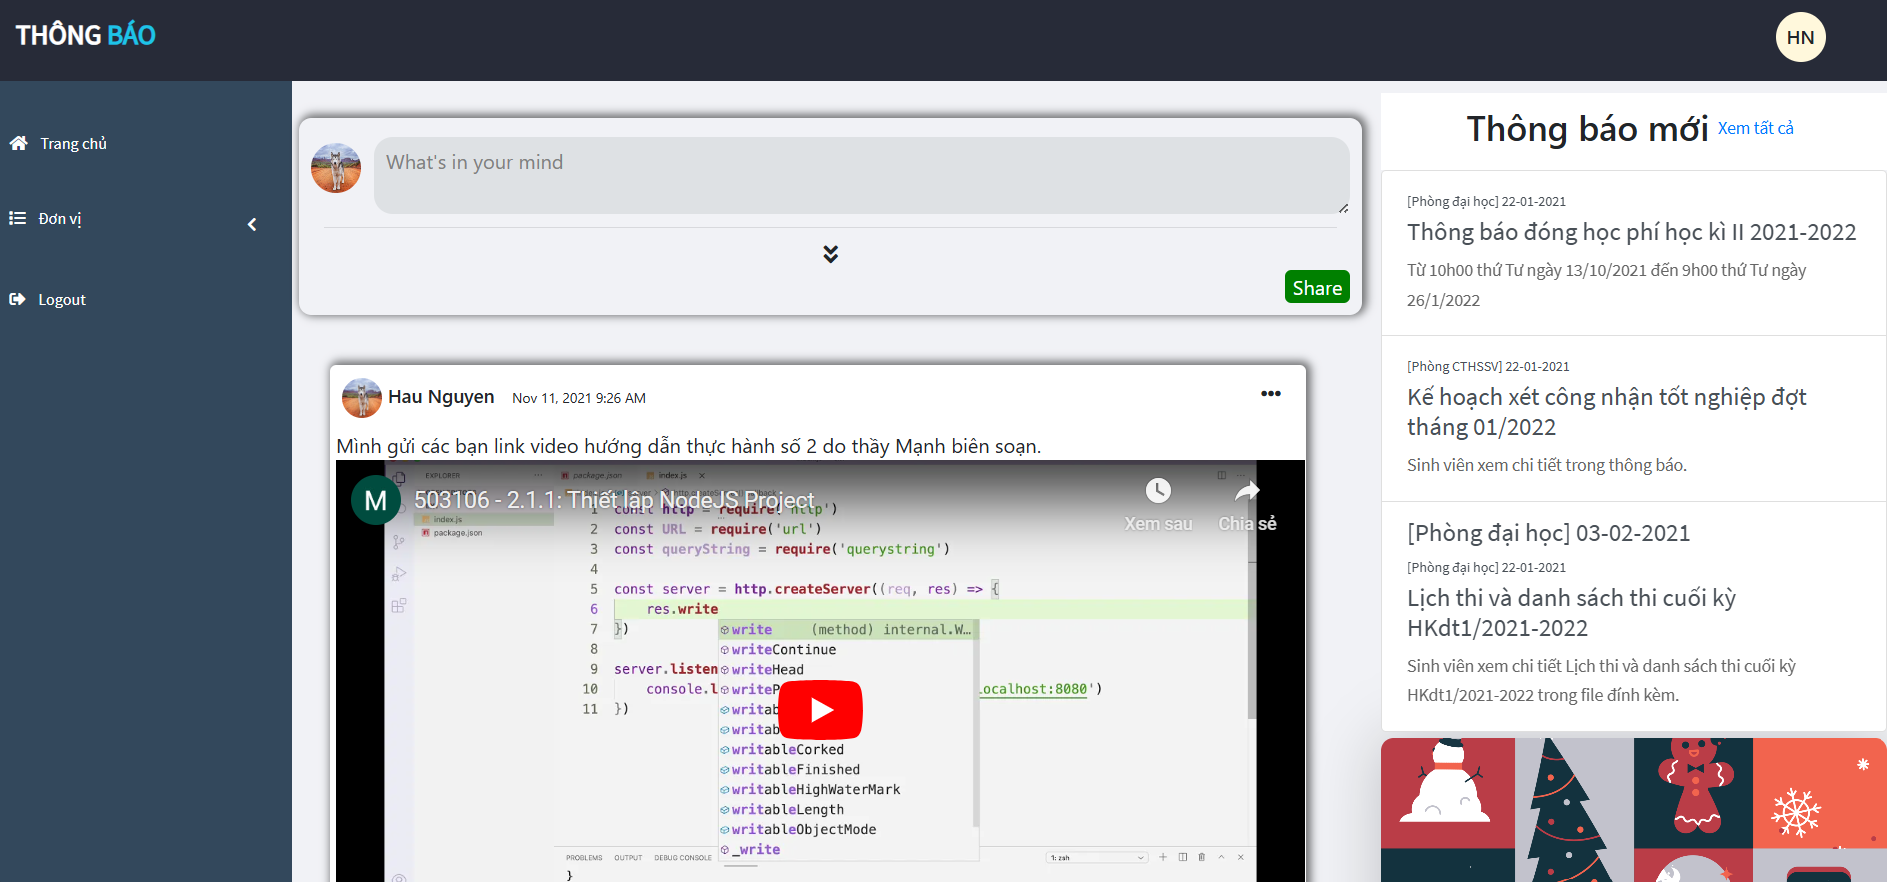 THÔNG BÁO
HN
Trang chủ
Đơn vị
Logout
What's in your mind
Share
Hau Nguyen Nov 11, 2021 9:26 AM
Mình gửi các bạn link video hướng dẫn thực hành số 2 do thầy Mạnh biên soạn.
EXPLORER
package.json
index.js
M
503106 - 2.1.1: Thiết lập NodeJS Project
Xem sau
Chia sẻ
index.js
package.json
const http = require('http')
2 const URL = require('url')
3 const queryString = require('querystring')
4
5 const server = http.createServer((req, res) => {
6 res.write
7 })
8
9 server.listen
10 console.l
localhost:8080')
11 })
write (method) internal.W…
writeContinue
writeHead
writableCorked
writableFinished
writableHighWaterMark
writableLength
writableObjectMode
_write
PROBLEMS OUTPUT DEBUG CONSOLE
1: zsh
}
Thông báo mới Xem tất cả
[Phòng đại học] 22-01-2021
Thông báo đóng học phí học kì II 2021-2022
Từ 10h00 thứ Tư ngày 13/10/2021 đến 9h00 thứ Tư ngày
26/1/2022
[Phòng CTHSSV] 22-01-2021
Kế hoạch xét công nhận tốt nghiệp đợt
tháng 01/2022
Sinh viên xem chi tiết trong thông báo.
[Phòng đại học] 03-02-2021
[Phòng đại học] 22-01-2021
Lịch thi và danh sách thi cuối kỳ
HKdt1/2021-2022
Sinh viên xem chi tiết Lịch thi và danh sách thi cuối kỳ
HKdt1/2021-2022 trong file đính kèm.